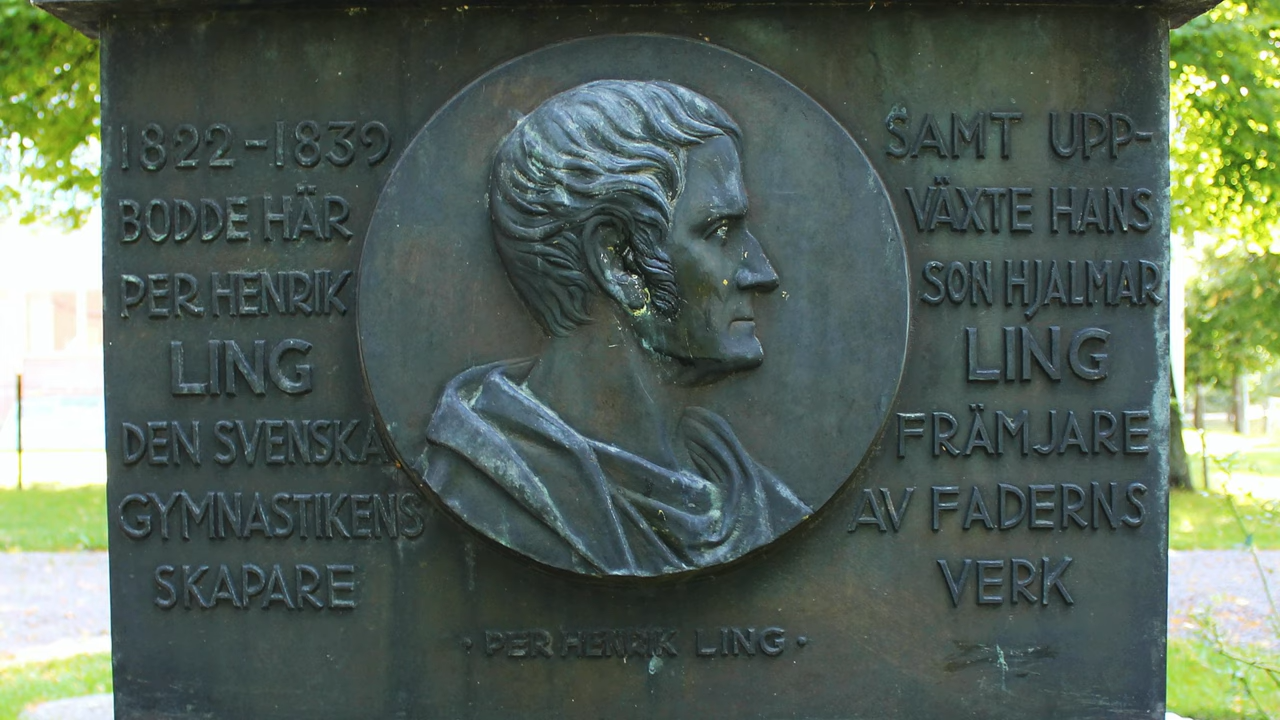 1822-1839
BODDE HÄR
PER HENRIK
LING
DEN SVENSKA
GYMNASTIKENS
SKAPARE
SAMT UPP-
VÄXTE HANS
SON HJALMAR
LING
FRÄMJARE
AV FADERNS
VERK
· PER HENRIK LING ·